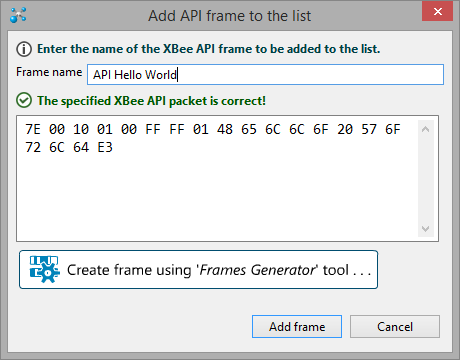 Add API frame to the list
Enter the name of the XBee API frame to be added to the list.
Frame name API Hello World
The specified XBee API packet is correct!
7E 00 10 01 00 FF FF 01 48 65 6C 6C 6F 20 57 6F
72 6C 64 E3
Create frame using 'Frames Generator' tool . . .
Add frame Cancel